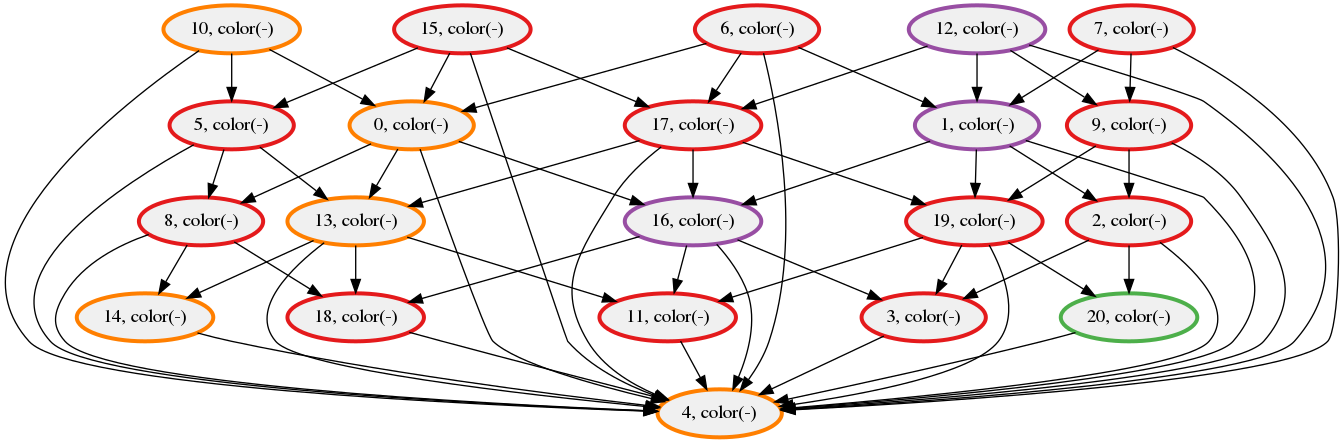 10, color(-)
15, color(-)
6, color(-)
12, color(-)
7, color(-)
5, color(-)
0, color(-)
17, color(-)
1, color(-)
9, color(-)
8, color(-)
13, color(-)
16, color(-)
19, color(-)
2, color(-)
14, color(-)
18, color(-)
11, color(-)
3, color(-)
20, color(-)
4, color(-)